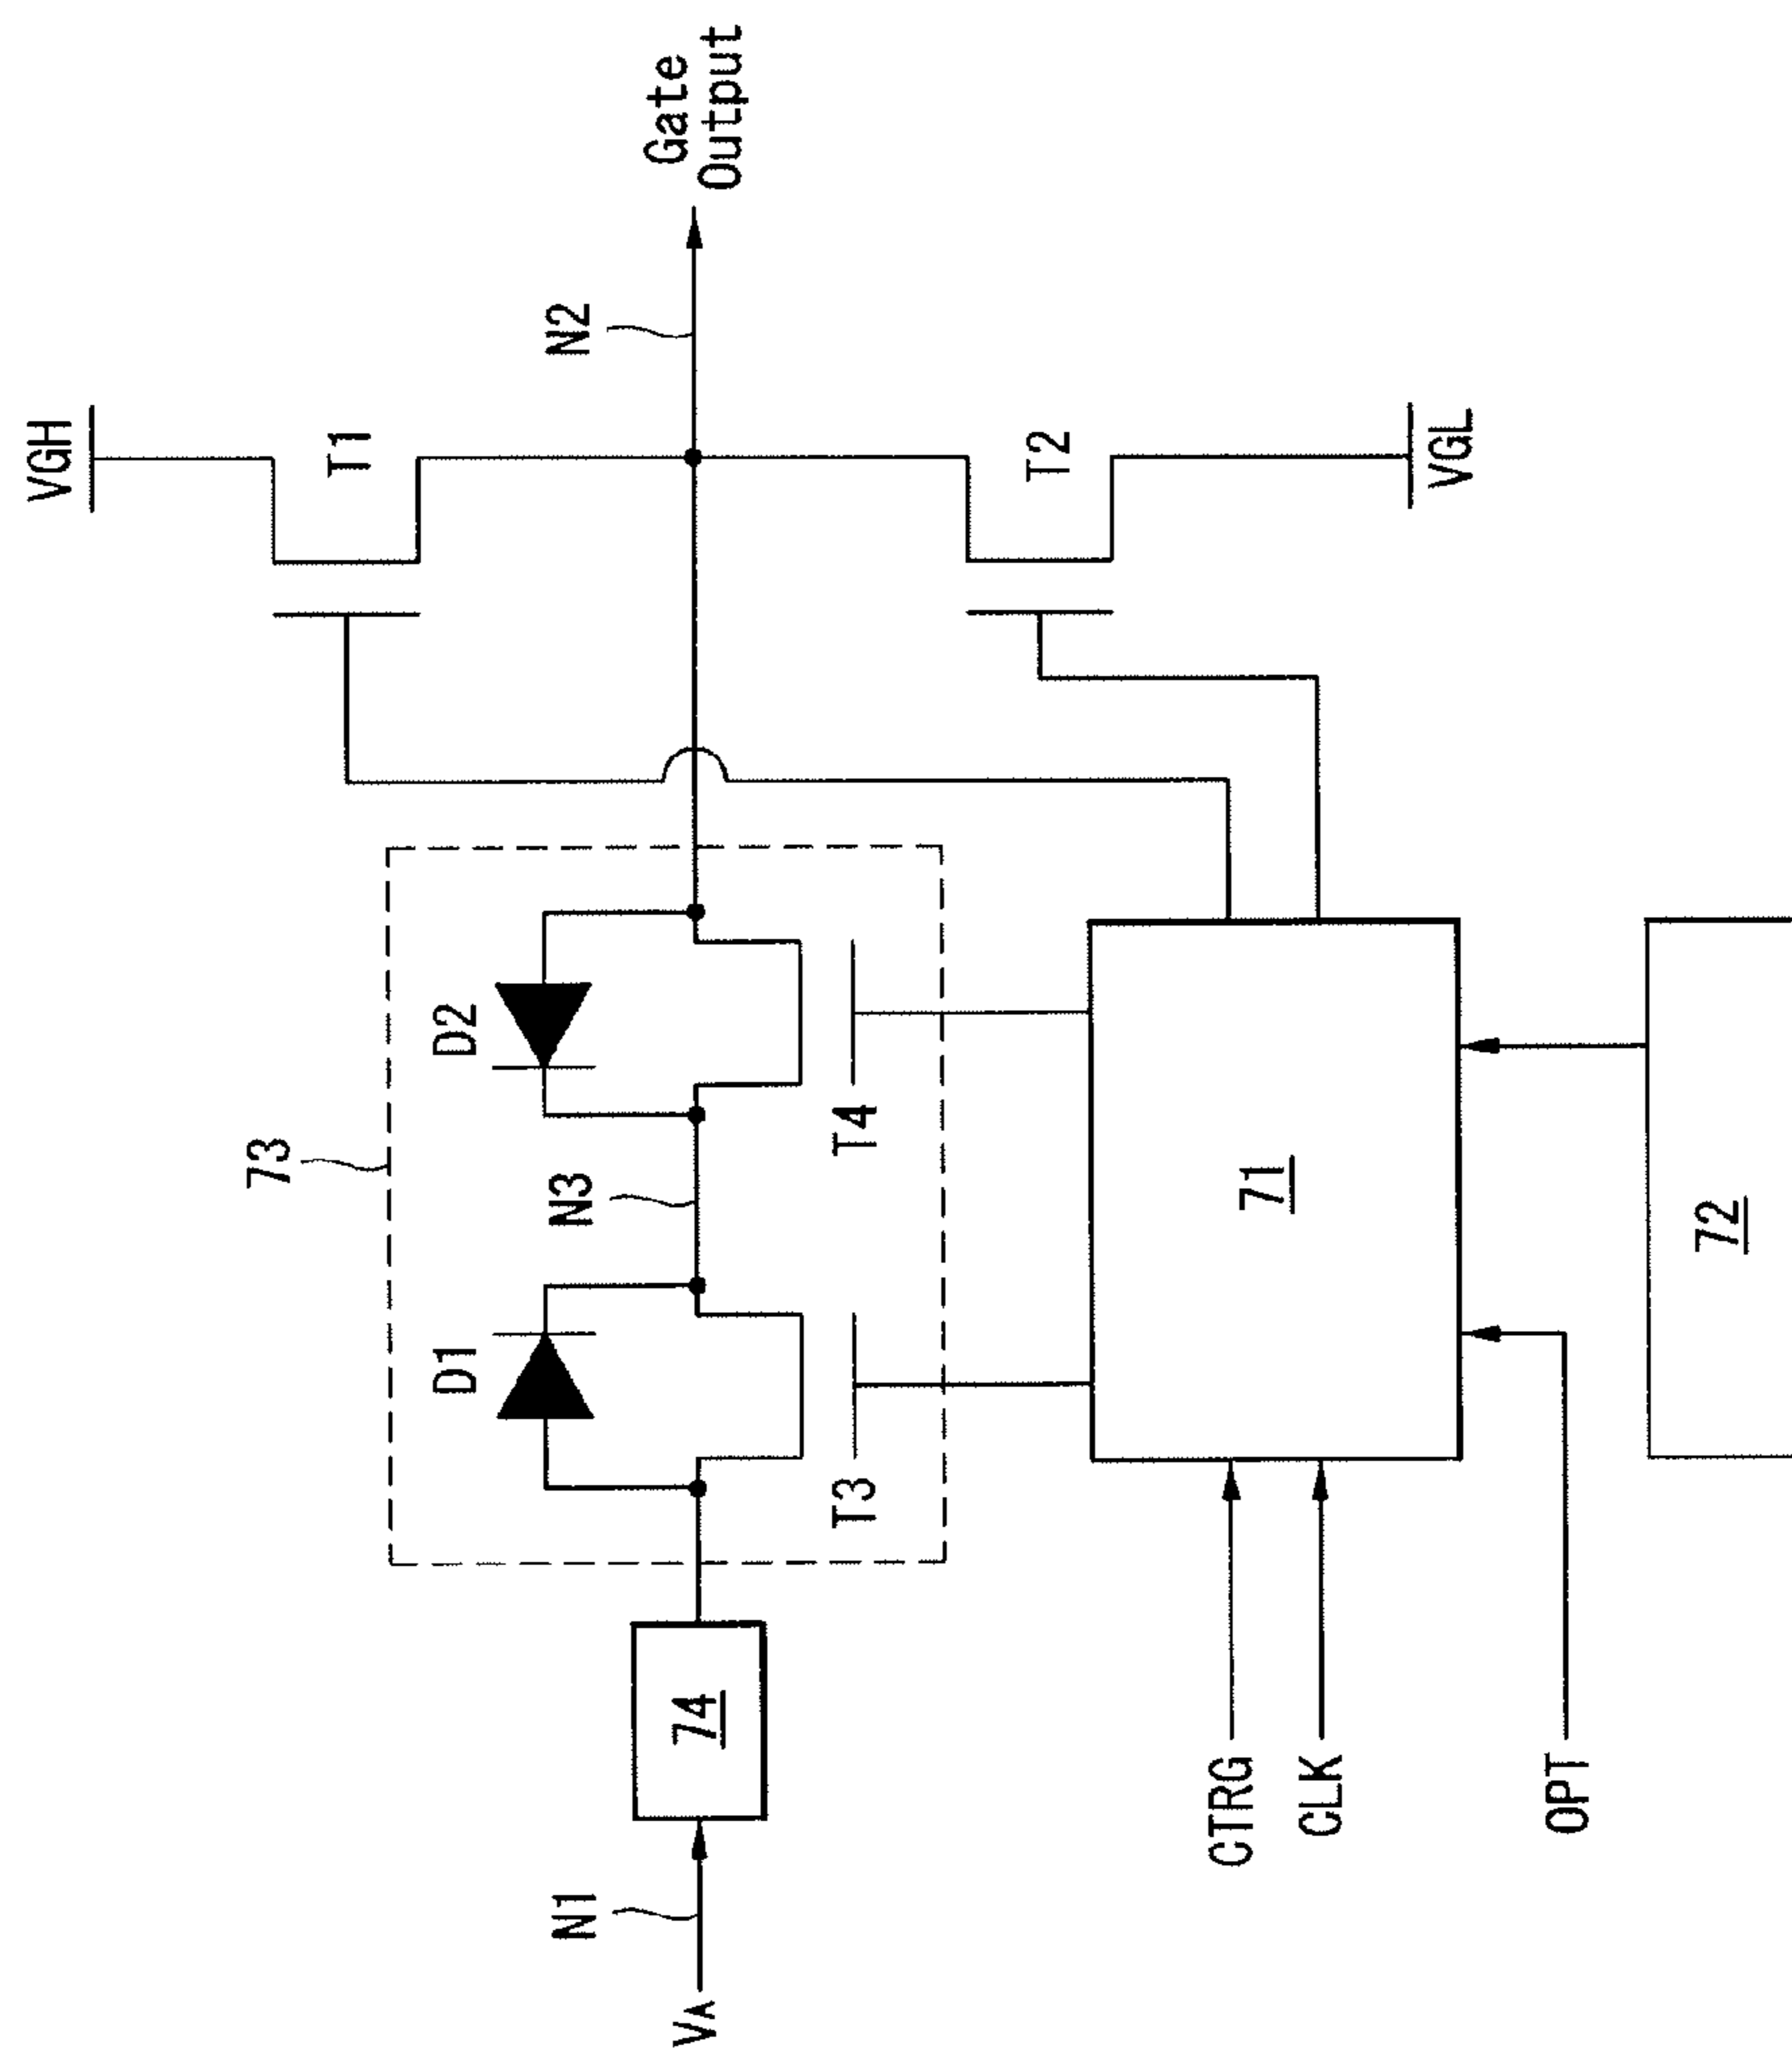 VGH
T1
N2
Gate
Output
T2
VGL
73
D1
D2
N3
T3
T4
VA
N1
74
71
CTRG
CLK
OPT
72